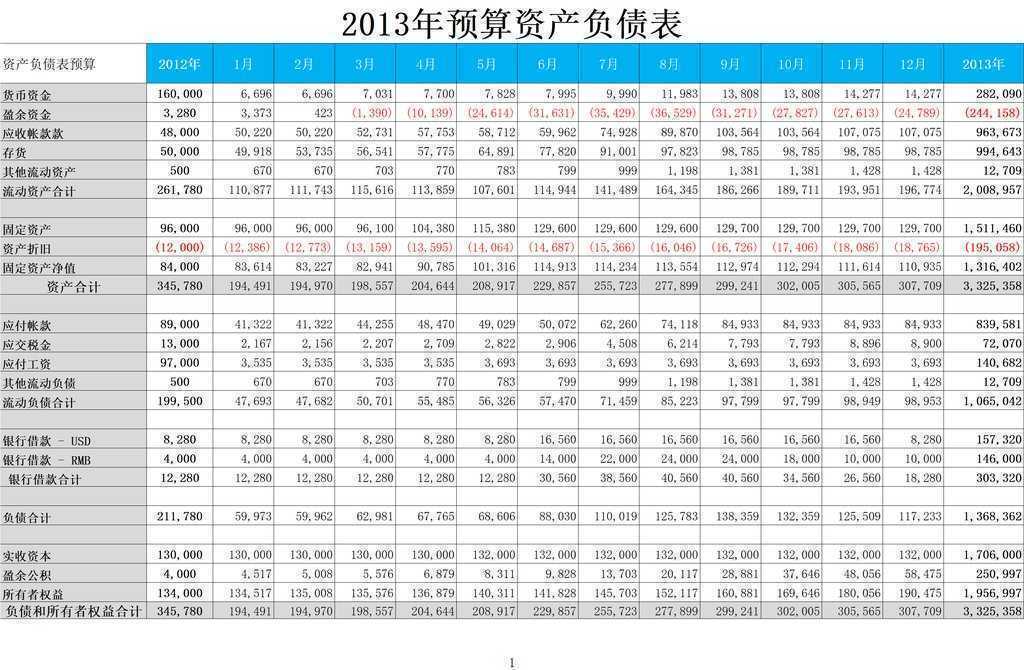 2013年预算资产负债表
资产负债表预算 2012年 1月 2月 3月 4月 5月 6月 7月 8月 9月 10月 11月 12月 2013年
货币资金 160,000 6,696 6,696 7,031 7,700 7,828 7,995 9,990 11,983 13,808 13,808 14,277 14,277 282,090
盈余资金 3,280 3,373 423 (1,390) (10,139) (24,614) (31,631) (35,429) (36,529) (31,271) (27,827) (27,613) (24,789) (244,158)
应收帐款款 48,000 50,220 50,220 52,731 57,753 58,712 59,962 74,928 89,870 103,564 103,564 107,075 107,075 963,673
存货 50,000 49,918 53,735 56,541 57,775 64,891 77,820 91,001 97,823 98,785 98,785 98,785 98,785 994,643
其他流动资产 500 670 670 703 770 783 799 999 1,198 1,381 1,381 1,428 1,428 12,709
流动资产合计 261,780 110,877 111,743 115,616 113,859 107,601 114,944 141,489 164,345 186,266 189,711 193,951 196,774 2,008,957
固定资产 96,000 96,000 96,000 96,100 104,380 115,380 129,600 129,600 129,600 129,700 129,700 129,700 129,700 1,511,460
资产折旧 (12,000) (12,386) (12,773) (13,159) (13,595) (14,064) (14,687) (15,366) (16,046) (16,726) (17,406) (18,086) (18,765) (195,058)
固定资产净值 84,000 83,614 83,227 82,941 90,785 101,316 114,913 114,234 113,554 112,974 112,294 111,614 110,935 1,316,402
资产合计 345,780 194,491 194,970 198,557 204,644 208,917 229,857 255,723 277,899 299,241 302,005 305,565 307,709 3,325,358
应付帐款 89,000 41,322 41,322 44,255 48,470 49,029 50,072 62,260 74,118 84,933 84,933 84,933 84,933 839,581
应交税金 13,000 2,167 2,156 2,207 2,709 2,822 2,906 4,508 6,214 7,793 7,793 8,896 8,900 72,070
应付工资 97,000 3,535 3,535 3,535 3,535 3,693 3,693 3,693 3,693 3,693 3,693 3,693 3,693 140,682
其他流动负债 500 670 670 703 770 783 799 999 1,198 1,381 1,381 1,428 1,428 12,709
流动负债合计 199,500 47,693 47,682 50,701 55,485 56,326 57,470 71,459 85,223 97,799 97,799 98,949 98,953 1,065,042
银行借款 - USD 8,280 8,280 8,280 8,280 8,280 8,280 16,560 16,560 16,560 16,560 16,560 16,560 8,280 157,320
银行借款 - RMB 4,000 4,000 4,000 4,000 4,000 4,000 14,000 22,000 24,000 24,000 18,000 10,000 10,000 146,000
银行借款合计 12,280 12,280 12,280 12,280 12,280 12,280 30,560 38,560 40,560 40,560 34,560 26,560 18,280 303,320
负债合计 211,780 59,973 59,962 62,981 67,765 68,606 88,030 110,019 125,783 138,359 132,359 125,509 117,233 1,368,362
实收资本 130,000 130,000 130,000 130,000 130,000 132,000 132,000 132,000 132,000 132,000 132,000 132,000 132,000 1,706,000
盈余公积 4,000 4,517 5,008 5,576 6,879 8,311 9,828 13,703 20,117 28,881 37,646 48,056 58,475 250,997
所有者权益 134,000 134,517 135,008 135,576 136,879 140,311 141,828 145,703 152,117 160,881 169,646 180,056 190,475 1,956,997
负债和所有者权益合计 345,780 194,491 194,970 198,557 204,644 208,917 229,857 255,723 277,899 299,241 302,005 305,565 307,709 3,325,358
1